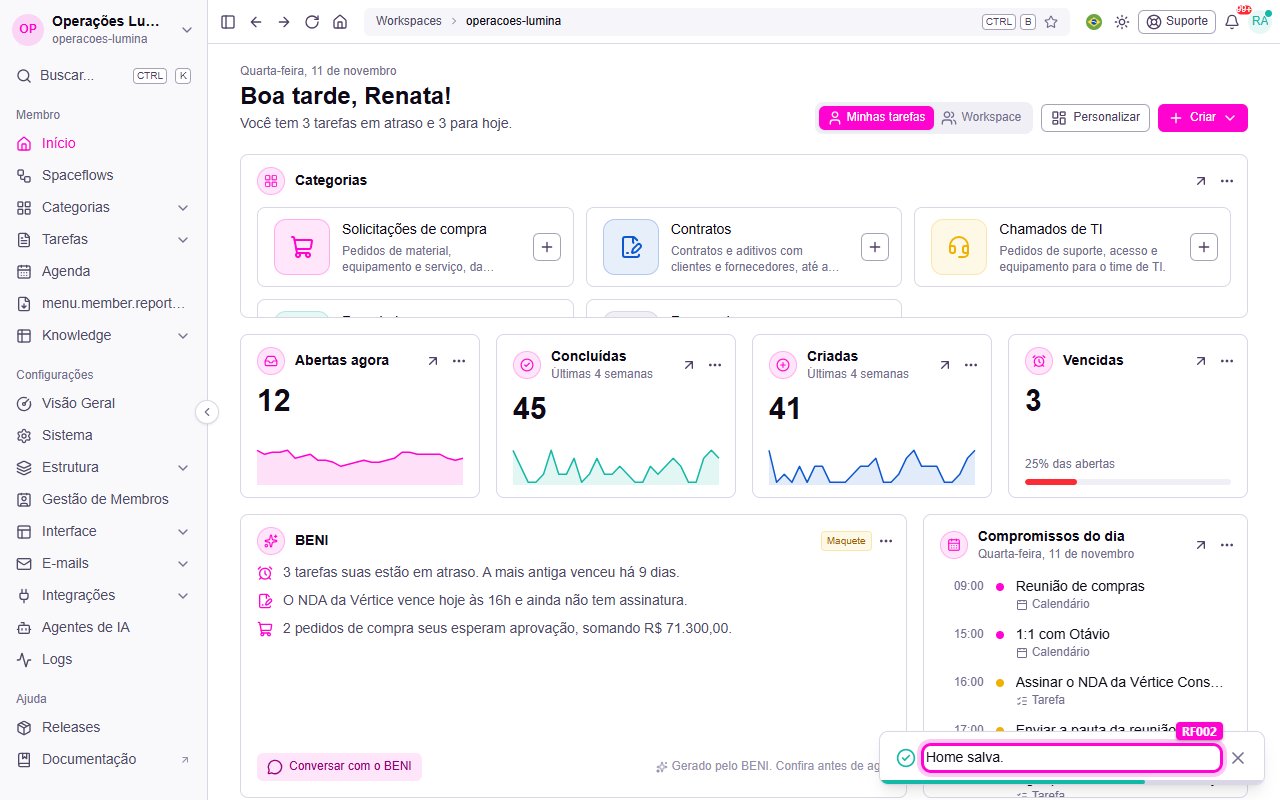 OP
Operações Lu...
operacoes-lumina
Workspaces
operacoes-lumina
CTRL
B
Suporte
99+
RA
Buscar...
CTRL
K
Membro
Início
Spaceflows
Categorias
Tarefas
Agenda
menu.member.report...
Knowledge
Configurações
Visão Geral
Sistema
Estrutura
Gestão de Membros
Interface
E-mails
Integrações
Agentes de IA
Logs
Ajuda
Releases
Documentação
Quarta-feira, 11 de novembro
Boa tarde, Renata!
Você tem 3 tarefas em atraso e 3 para hoje.
Minhas tarefas
Workspace
Personalizar
Criar
Categorias
Solicitações de compra
Pedidos de material,
equipamento e serviço, da...
Contratos
Contratos e aditivos com
clientes e fornecedores, até a...
Chamados de TI
Pedidos de suporte, acesso e
equipamento para o time de TI.
Abertas agora
12
Concluídas
Últimas 4 semanas
45
Criadas
Últimas 4 semanas
41
Vencidas
3
25% das abertas
BENI
Maquete
3 tarefas suas estão em atraso. A mais antiga venceu há 9 dias.
O NDA da Vértice vence hoje às 16h e ainda não tem assinatura.
2 pedidos de compra seus esperam aprovação, somando R$ 71.300,00.
Conversar com o BENI
Gerado pelo BENI. Confira antes de
Compromissos do dia
Quarta-feira, 11 de novembro
09:00
Reunião de compras
Calendário
15:00
1:1 com Otávio
Calendário
16:00
Assinar o NDA da Vértice Cons...
Tarefa
17:00
Enviar a pauta da reunião
RF002
Home salva.
Tarefa